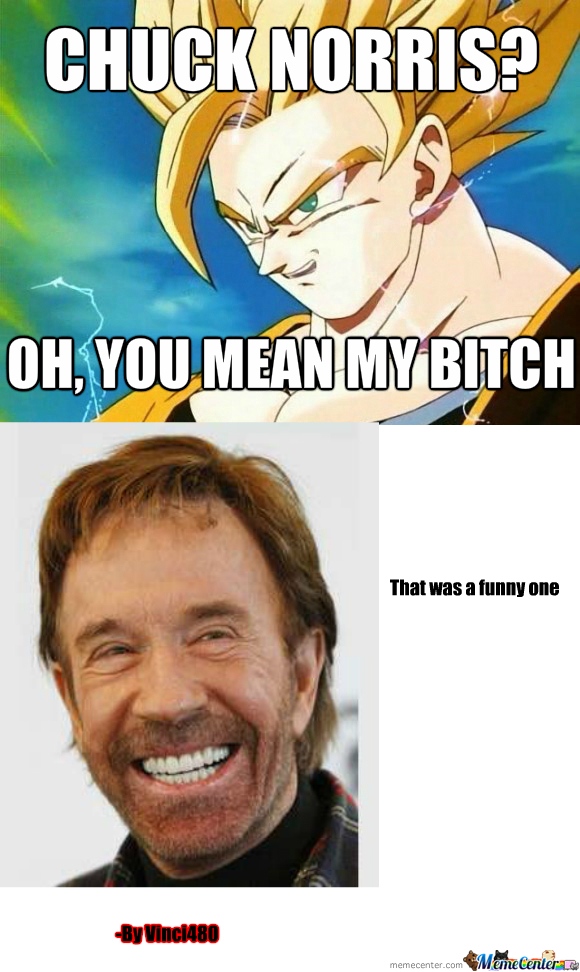 CHUCK NORRIS?
OH, YOU MEAN MY BITCH
That was a funny one
-By Vinci480
memecenter.com MemeCenter